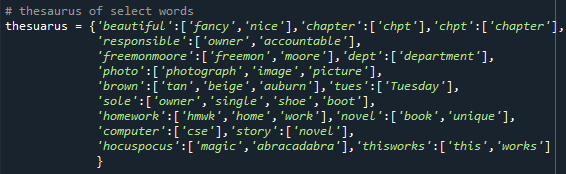 # thesaurus of select words
thesuarus = {'beautiful':['fancy','nice'],'chapter':['chpt'],'chpt':['chapter'],
'responsible':['owner','accountable'],
'freemonmoore':['freemon','moore'],'dept':['department'],
'photo':['photograph','image','picture'],
'brown':['tan','beige','auburn'],'tues':['Tuesday'],
'sole':['owner','single','shoe','boot'],
'homework':['hmwk','home','work'],'novel':['book','unique'],
'computer':['cse'],'story':['novel'],
'hocuspocus':['magic','abracadabra'],'thisworks':['this','works']
}